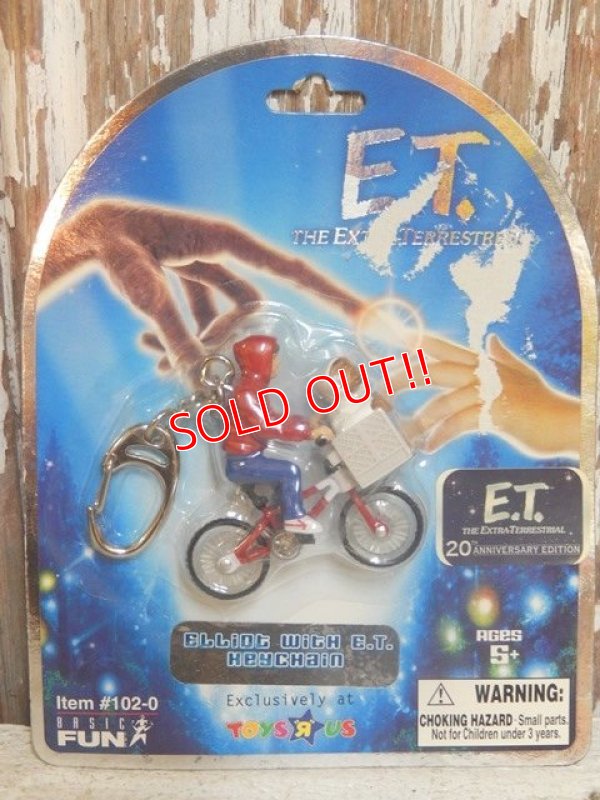 E.T.
THE EXTRA-TERRESTRIAL
SOLD OUT!!
E.T.
THE EXTRA-TERRESTRIAL
20 ANNIVERSARY EDITION
ELLIOT WITH E.T.
KEYCHAIN
AGES
5+
Item #102-0
BASIC
FUN
Exclusively at
TOYS R US
WARNING:
CHOKING HAZARD- Small parts.
Not for Children under 3 years.